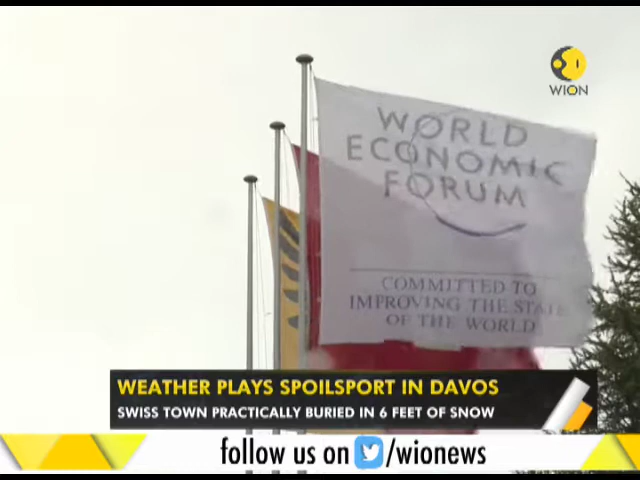 WION
WORLD
ECONOMIC
FORUM
COMMITTED TO
IMPROVING THE STATE
OF THE WORLD
WEATHER PLAYS SPOILSPORT IN DAVOS
SWISS TOWN PRACTICALLY BURIED IN 6 FEET OF SNOW
follow us on /wionews